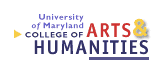 University
of Maryland
COLLEGE OF ARTS &
HUMANITIES